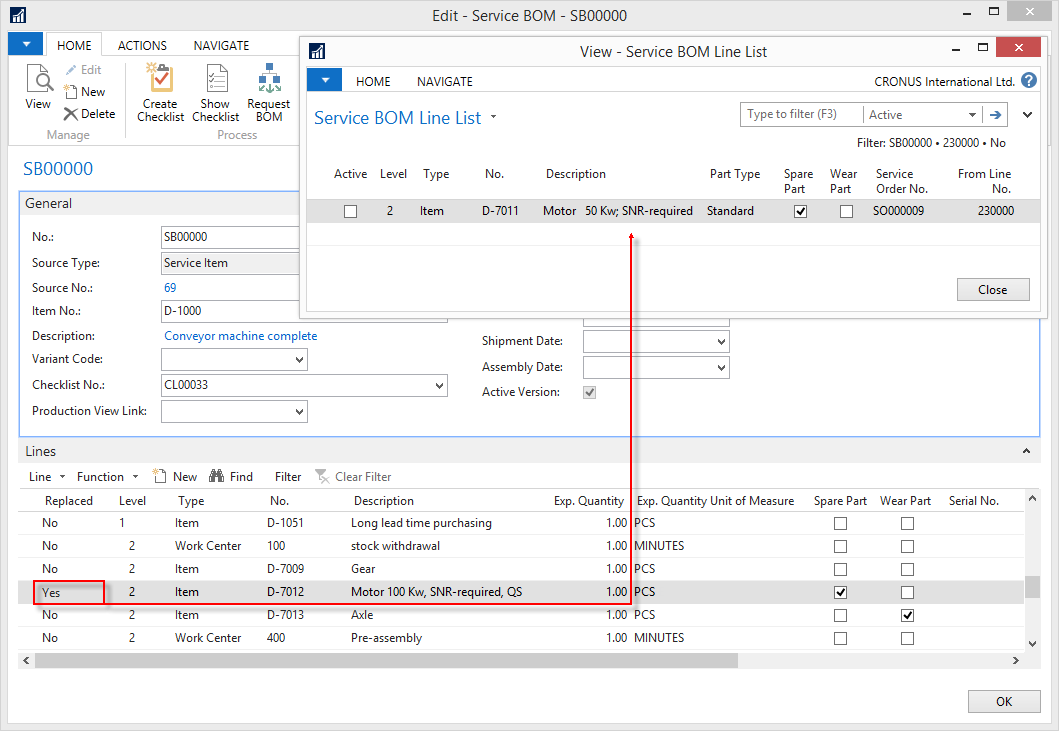 Edit - Service BOM - SB00000
HOME ACTIONS NAVIGATE
View
Edit
New
Delete
Manage
Create Checklist
Show Checklist
Request BOM
Process
View - Service BOM Line List
HOME NAVIGATE
CRONUS International Ltd.
Service BOM Line List
Type to filter (F3) Active
Filter: SB00000 • 230000 • No
Active Level Type No. Description Part Type Spare Part Wear Part Service Order No. From Line No.
2 Item D-7011 Motor 50 Kw; SNR-required Standard SO000009 230000
Close
SB00000
General
No.: SB00000
Source Type: Service Item
Source No.: 69
Item No.: D-1000
Description: Conveyor machine complete
Variant Code:
Checklist No.: CL00033
Production View Link:
Shipment Date:
Assembly Date:
Active Version:
Lines
Line Function New Find Filter Clear Filter
Replaced Level Type No. Description Exp. Quantity Exp. Quantity Unit of Measure Spare Part Wear Part Serial No.
No 1 Item D-1051 Long lead time purchasing 1.00 PCS
No 2 Work Center 100 stock withdrawal 1.00 MINUTES
No 2 Item D-7009 Gear 1.00 PCS
Yes 2 Item D-7012 Motor 100 Kw, SNR-required, QS 1.00 PCS
No 2 Item D-7013 Axle 1.00 PCS
No 2 Work Center 400 Pre-assembly 1.00 MINUTES
OK